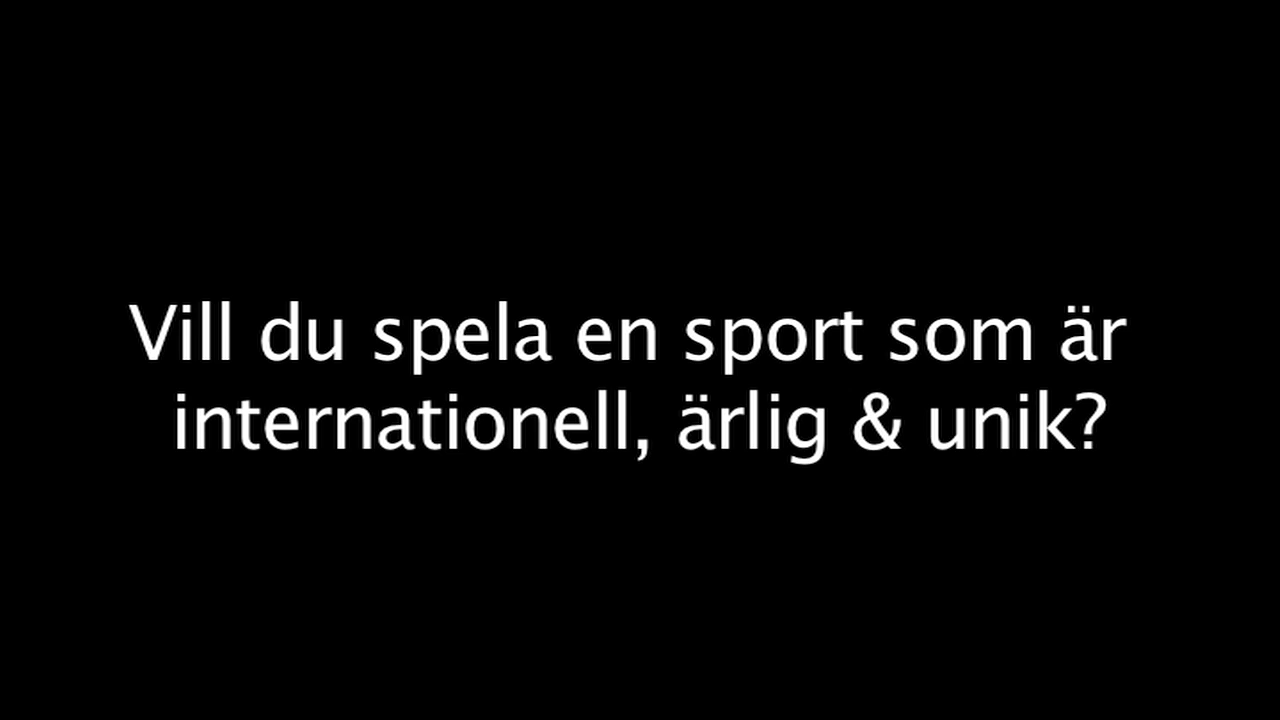 Vill du spela en sport som är
internationell, ärlig & unik?